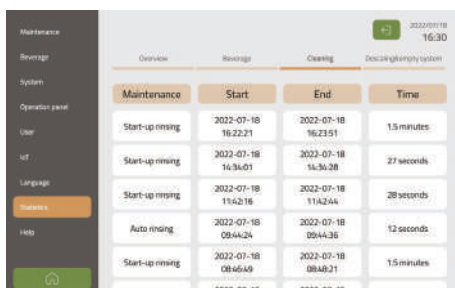 Maintenance
Beverage
System
Operation panel
User
IoT
Language
Statistics
Help
2022/07/18
16:30
Overview Beverage Cleaning Descaling&empty system
Maintenance Start End Time
Start-up rinsing 2022-07-18 16:22:21 2022-07-18 16:23:51 1.5 minutes
Start-up rinsing 2022-07-18 14:34:01 2022-07-18 14:34:28 27 seconds
Start-up rinsing 2022-07-18 11:42:16 2022-07-18 11:42:44 28 seconds
Auto rinsing 2022-07-18 09:44:24 2022-07-18 09:44:36 12 seconds
Start-up rinsing 2022-07-18 08:46:49 2022-07-18 08:48:21 1.5 minutes